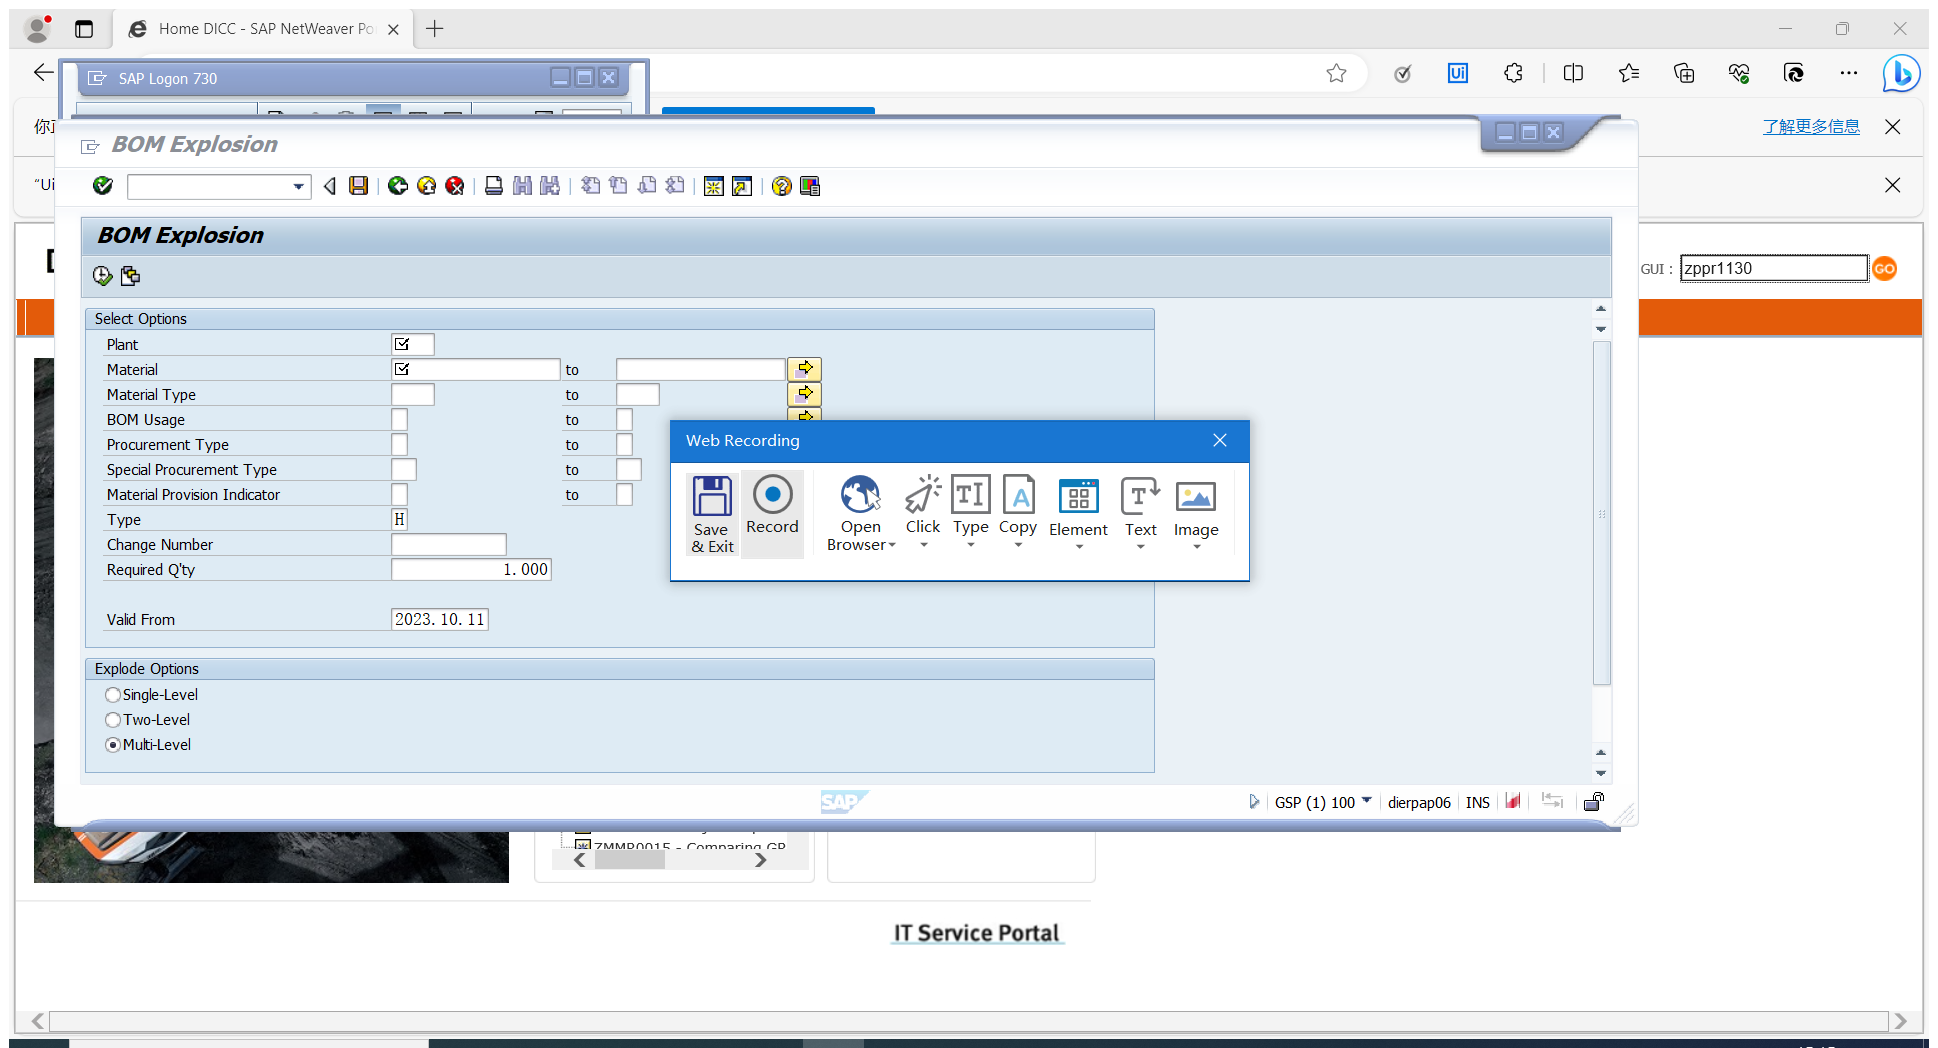 Home DICC - SAP NetWeaver Po
SAP Logon 730
你正
了解更多信息
BOM Explosion
"Ui
BOM Explosion
GUI : zppr1130 GO
Select Options
Plant
Material to
Material Type to
BOM Usage to
Procurement Type to
Special Procurement Type to
Material Provision Indicator to
Type H
Change Number
Required Q'ty 1.000
Valid From 2023.10.11
Web Recording
Save & Exit
Record
Open Browser
Click
Type
Copy
Element
Text
Image
Explode Options
Single-Level
Two-Level
Multi-Level
SAP
GSP (1) 100 dierpap06 INS
ZMMR0015 - Comparing GR
IT Service Portal